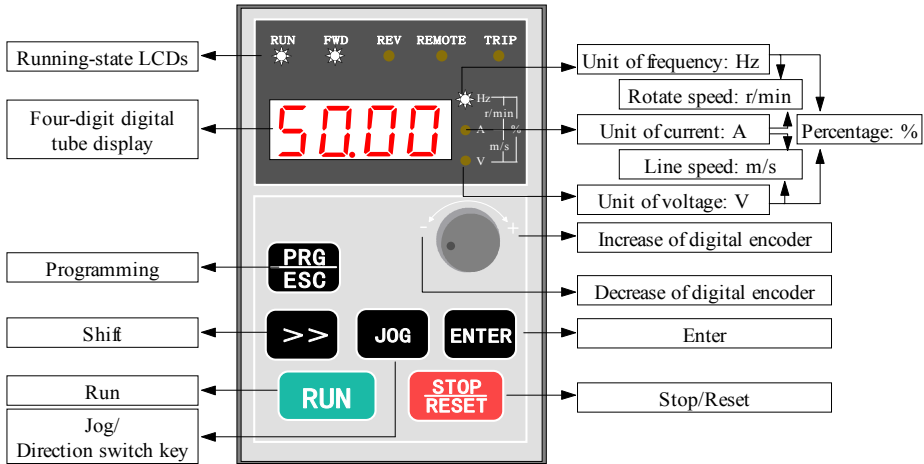 RUN FWD REV REMOTE TRIP
Running-state LCDs
Unit of frequency: Hz
Hz
Rotate speed: r/min
r/min
50.00
Four-digit digital
tube display
A %
Unit of current: A
Percentage: %
m/s
Line speed: m/s
V
Unit of voltage: V
- +
Increase of digital encoder
PRG
ESC
Programming
Decrease of digital encoder
Shift
>> JOG ENTER
Enter
Run
RUN
STOP
RESET
Stop/Reset
Jog/
Direction switch key